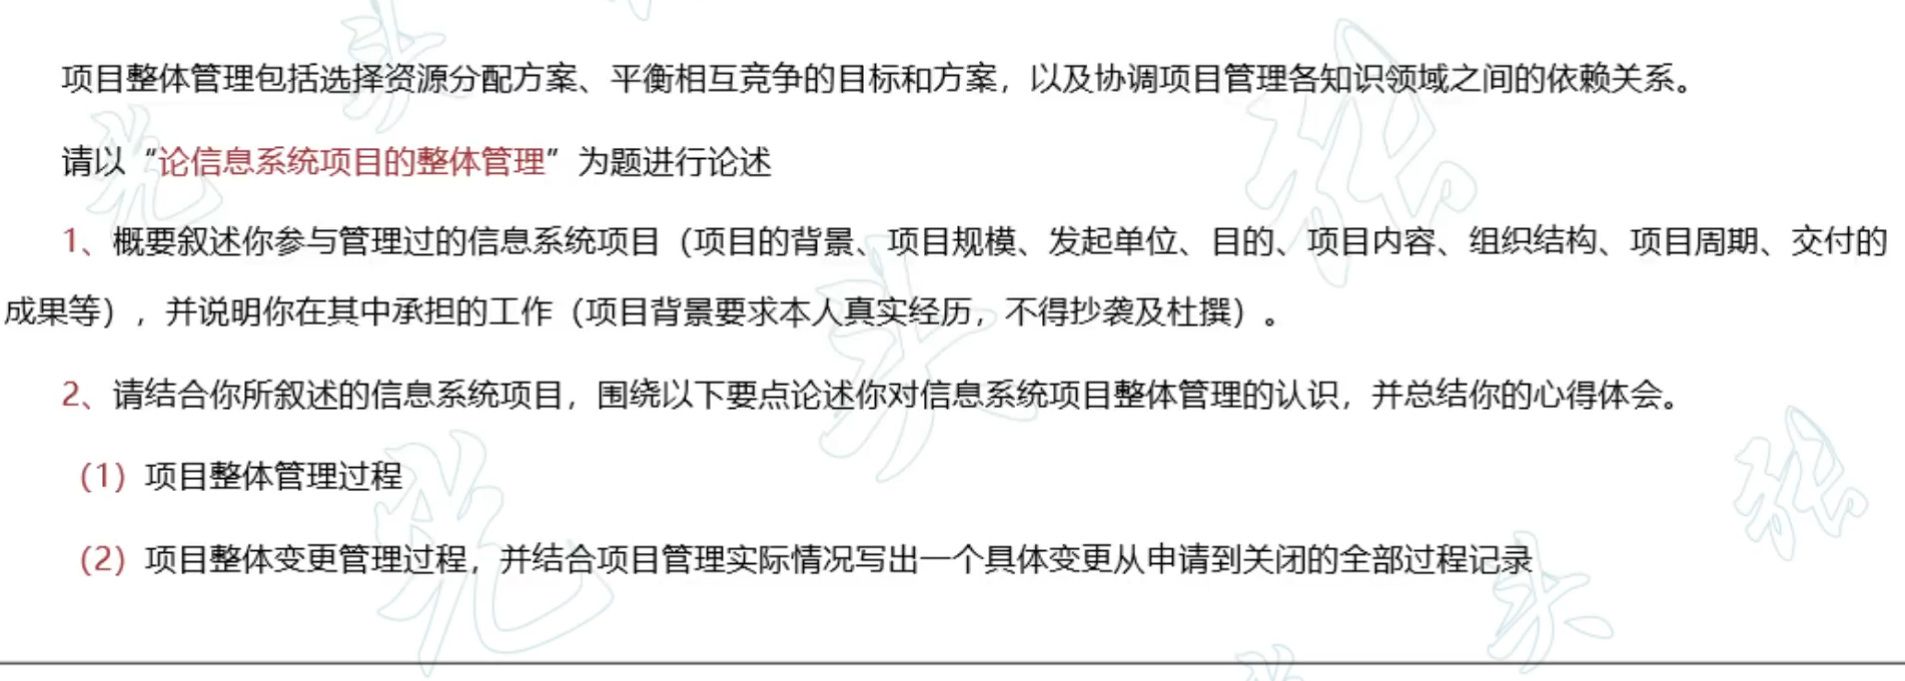 项目整体管理包括选择资源分配方案、平衡相互竞争的目标和方案，以及协调项目管理各知识领域之间的依赖关系。
请以“论信息系统项目的整体管理”为题进行论述
1、概要叙述你参与管理过的信息系统项目（项目的背景、项目规模、发起单位、目的、项目内容、组织结构、项目周期、交付的
成果等），并说明你在其中承担的工作（项目背景要求本人真实经历，不得抄袭及杜撰）。
2、请结合你所叙述的信息系统项目，围绕以下要点论述你对信息系统项目整体管理的认识，并总结你的心得体会。
（1）项目整体管理过程
（2）项目整体变更管理过程，并结合项目管理实际情况写出一个具体变更从申请到关闭的全部过程记录